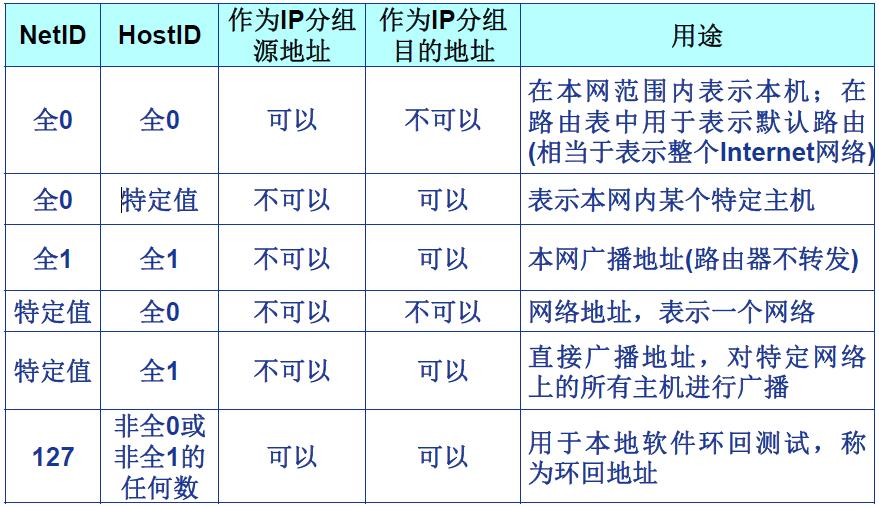 NetID HostID 作为IP分组源地址 作为IP分组目的地址 用途
全0 全0 可以 不可以 在本网范围内表示本机；在路由表中用于表示默认路由(相当于表示整个Internet网络)
全0 特定值 不可以 可以 表示本网内某个特定主机
全1 全1 不可以 可以 本网广播地址(路由器不转发)
特定值 全0 不可以 不可以 网络地址，表示一个网络
特定值 全1 不可以 可以 直接广播地址，对特定网络上的所有主机进行广播
127 非全0或非全1的任何数 可以 可以 用于本地软件环回测试，称为环回地址